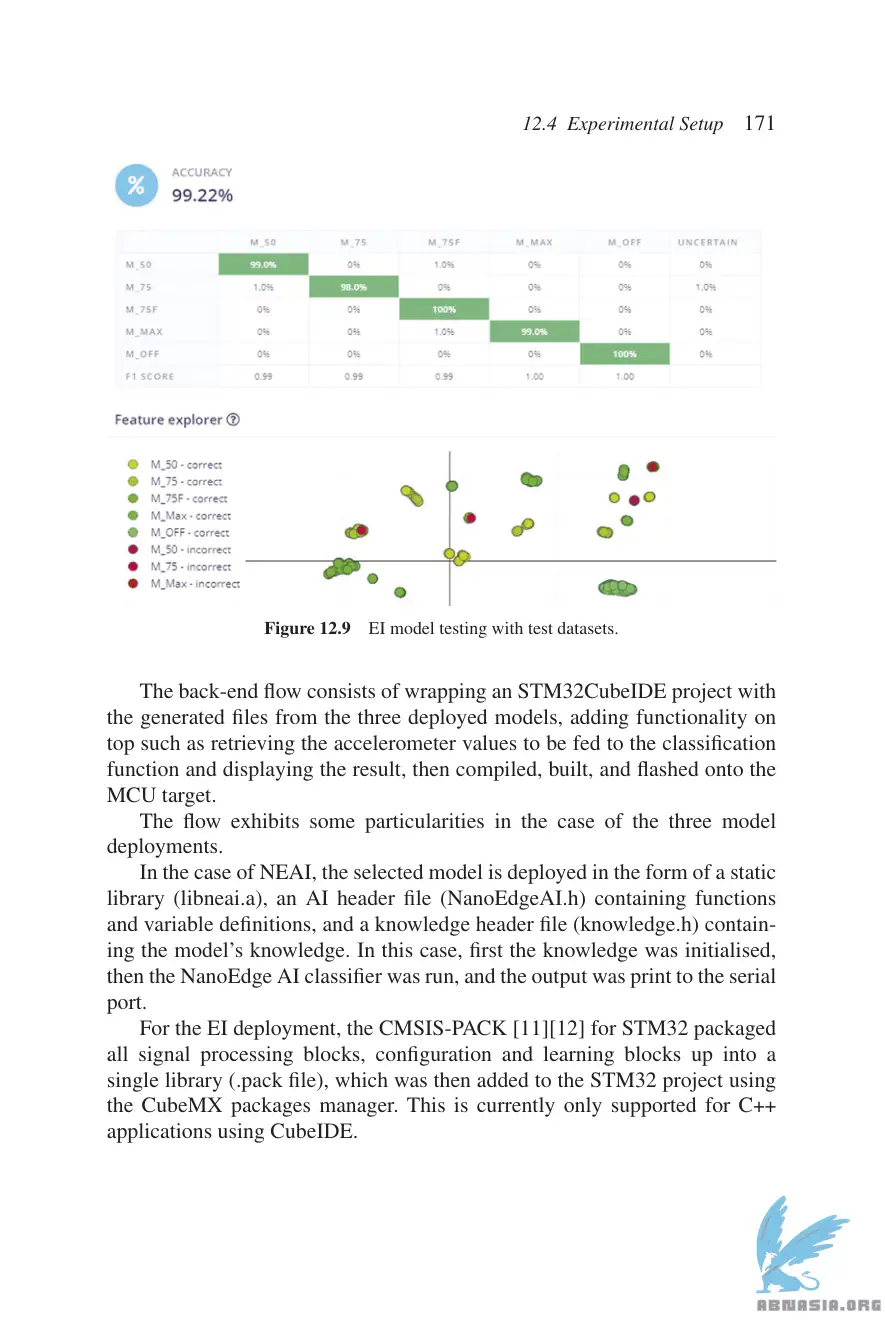 12.4 Experimental Setup 171
%
ACCURACY
99.22%
M_50 M_75 M_75F M_MAX M_OFF UNCERTAIN
M_50 99.0% 0% 1.0% 0% 0% 0%
M_75 1.0% 98.0% 0% 0% 0% 1.0%
M_75F 0% 0% 100% 0% 0% 0%
M_MAX 0% 0% 1.0% 99.0% 0% 0%
M_OFF 0% 0% 0% 0% 100% 0%
F1 SCORE 0.99 0.99 0.99 1.00 1.00
Feature explorer ?
M_50 - correct
M_75 - correct
M_75F - correct
M_Max - correct
M_OFF - correct
M_50 - incorrect
M_75 - incorrect
M_Max - incorrect
Figure 12.9 EI model testing with test datasets.
The back-end flow consists of wrapping an STM32CubeIDE project with
the generated files from the three deployed models, adding functionality on
top such as retrieving the accelerometer values to be fed to the classification
function and displaying the result, then compiled, built, and flashed onto the
MCU target.
The flow exhibits some particularities in the case of the three model
deployments.
In the case of NEAI, the selected model is deployed in the form of a static
library (libneai.a), an AI header file (NanoEdgeAI.h) containing functions
and variable definitions, and a knowledge header file (knowledge.h) contain-
ing the model's knowledge. In this case, first the knowledge was initialised,
then the NanoEdge AI classifier was run, and the output was print to the serial
port.
For the EI deployment, the CMSIS-PACK [11][12] for STM32 packaged
all signal processing blocks, configuration and learning blocks up into a
single library (.pack file), which was then added to the STM32 project using
the CubeMX packages manager. This is currently only supported for C++
applications using CubeIDE.
ABNASIA.ORG